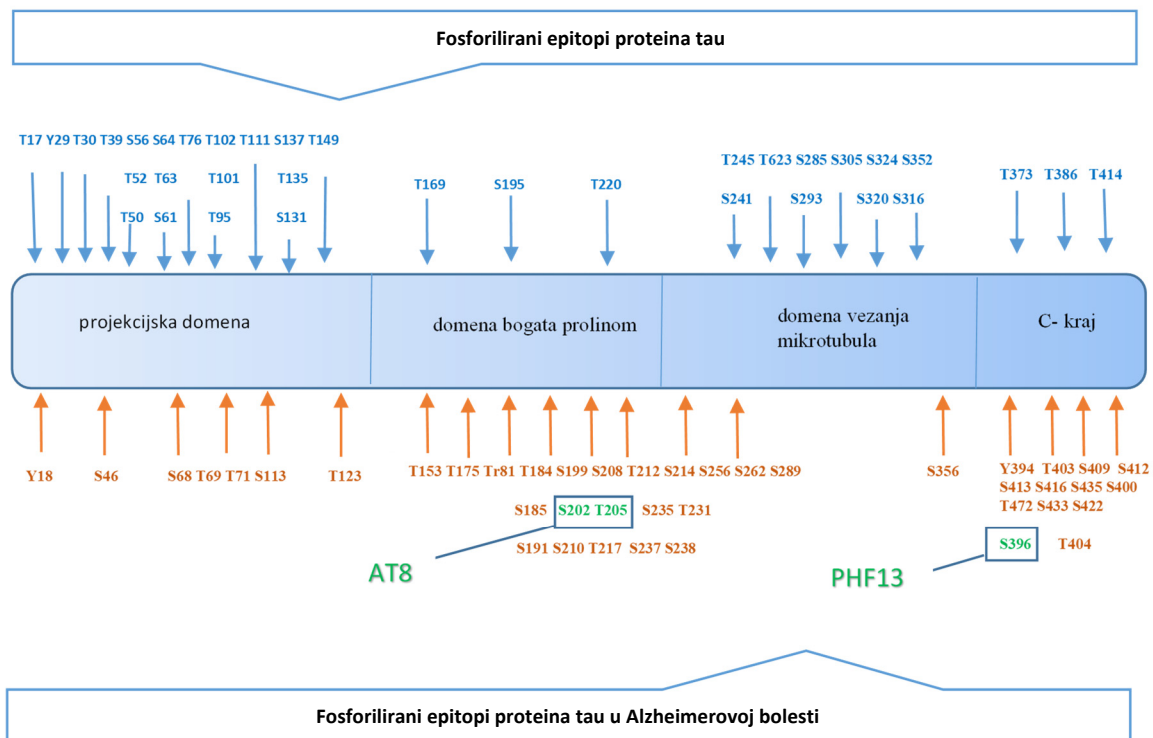 Fosforilirani epitopi proteina tau
T17 Y29 T30 T39 S56 S64 T76 T102 T111 S137 T149
T52 T63 T101 T135
T50 S61 T95 S131
T169 S195 T220
T245 T623 S285 S305 S324 S352
S241 S293 S320 S316
T373 T386 T414
projekcijska domena
domena bogata prolinom
domena vezanja
mikrotubula
C- kraj
Y18 S46 S68 T69 T71 S113 T123
T153 T175 Tr81 T184 S199 S208 T212 S214 S256 S262 S289
S185 S202 T205 S235 T231
S191 S210 T217 S237 S238
AT8
S356
Y394 T403 S409 S412
S413 S416 S435 S400
T472 S433 S422
S396 T404
PHF13
Fosforilirani epitopi proteina tau u Alzheimerovoj bolesti